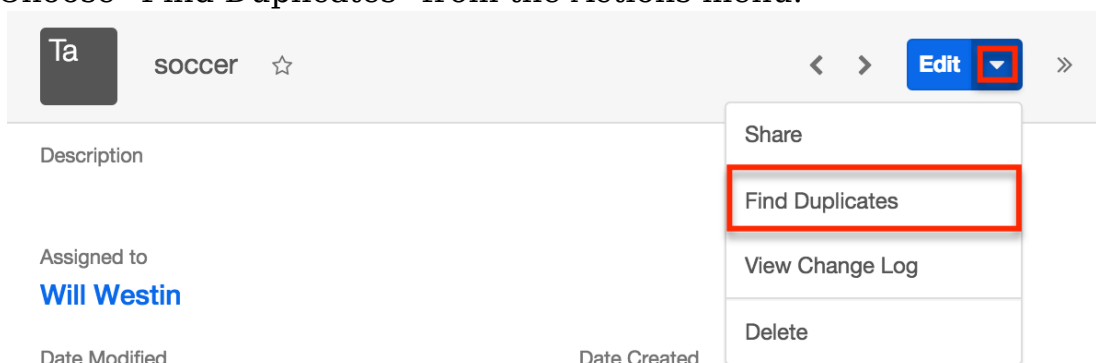 Choose "Find Duplicates" from the Actions menu.
Ta
soccer
Edit
Share
Description
Find Duplicates
Assigned to
View Change Log
Will Westin
Delete
Date Modified
Date Created